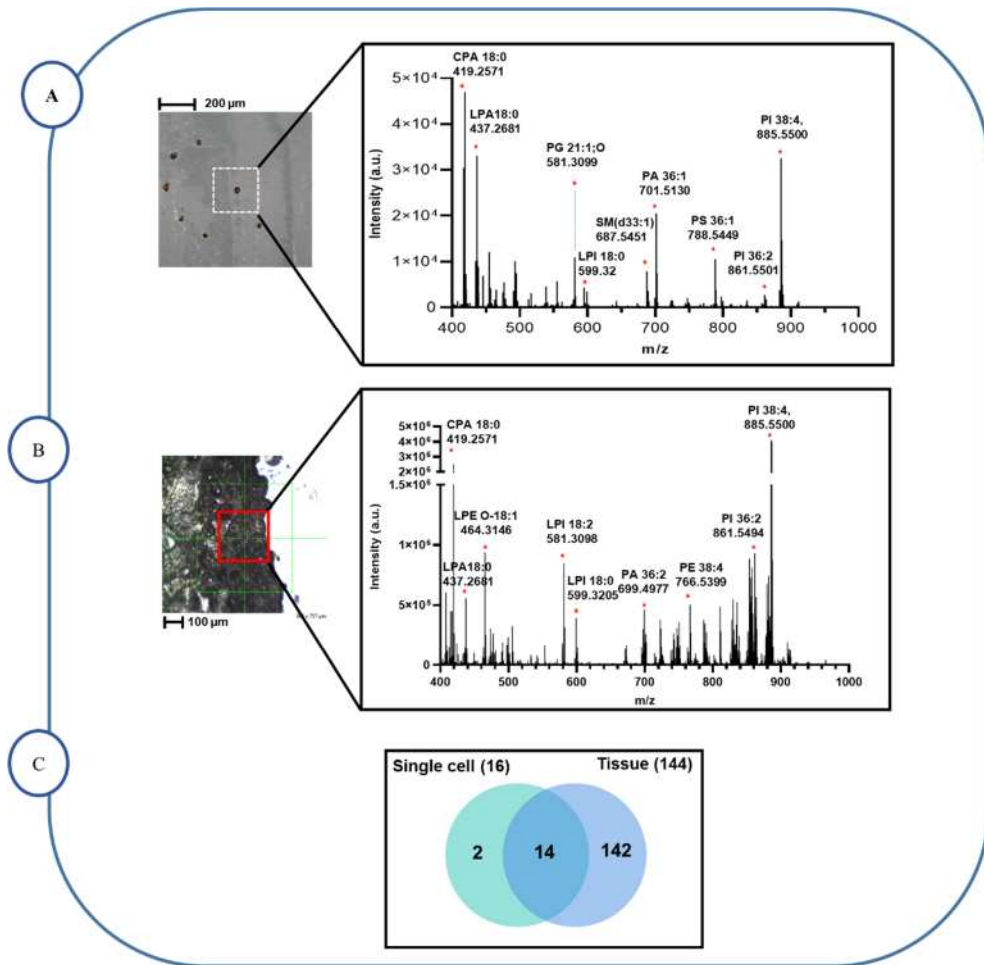 A
200 µm
Intensity (a.u.)
5×10⁴
4×10⁴
3×10⁴
2×10⁴
1×10⁴
0
CPA 18:0
419.2571
LPA18:0
437.2681
PG 21:1;O
581.3099
LPI 18:0
599.32
SM(d33:1)
687.5451
PA 36:1
701.5130
PS 36:1
788.5449
PI 36:2
861.5501
PI 38:4,
885.5500
400 500 600 700 800 900 1000
m/z
B
100 µm
Intensity (a.u.)
5×10⁶
4×10⁶
3×10⁶
2×10⁶
1.5×10⁶
1×10⁶
5×10⁵
0
CPA 18:0
419.2571
LPA18:0
437.2681
LPE O-18:1
464.3146
LPI 18:2
581.3098
LPI 18:0
599.3205
PA 36:2
699.4977
PE 38:4
766.5399
PI 36:2
861.5494
PI 38:4,
885.5500
400 500 600 700 800 900 1000
m/z
C
Single cell (16) Tissue (144)
2 14 142